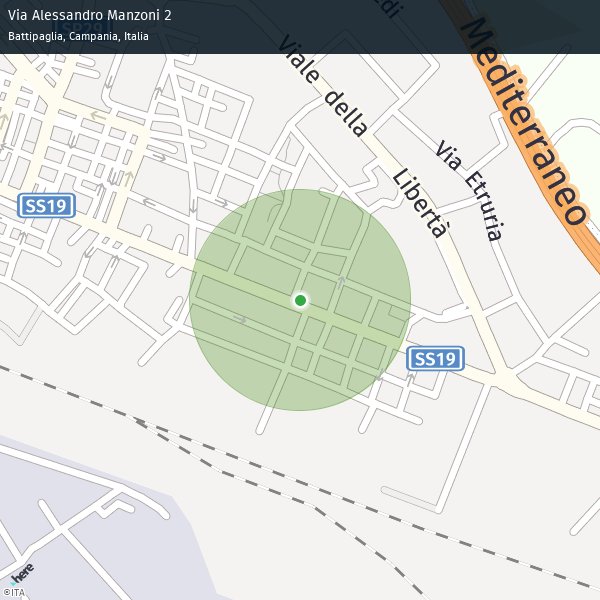 Via Alessandro Manzoni 2
Battipaglia, Campania, Italia
Viale della Libertà
Mediterraneo
Via Etruria
SS19
SS19
here
©ITA